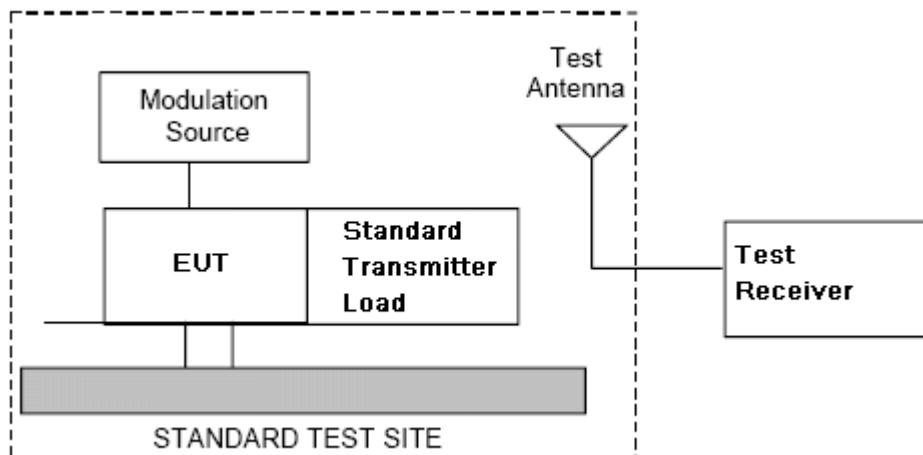 Modulation
Source
Test
Antenna
EUT
Standard
Transmitter
Load
Test
Receiver
STANDARD TEST SITE